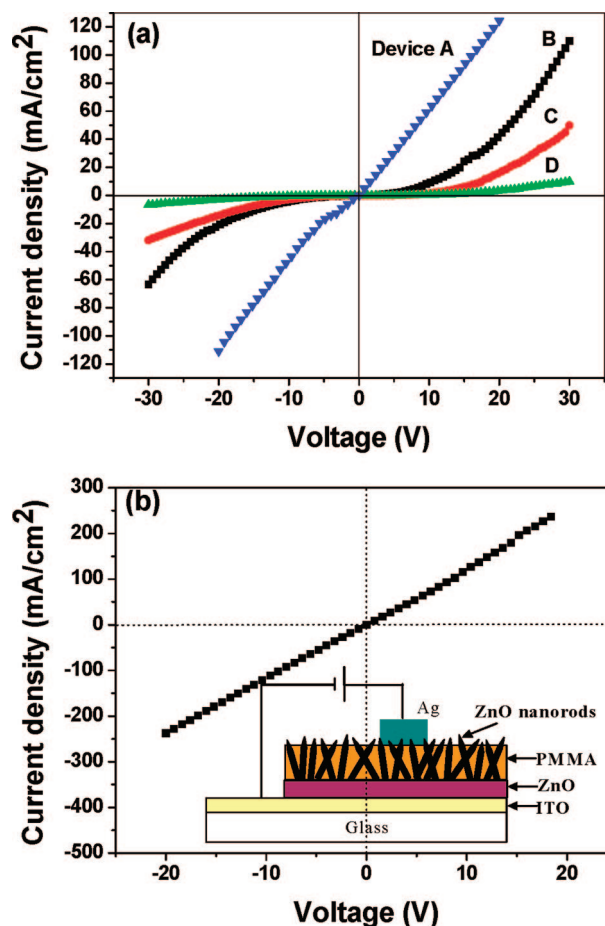 (a)
Device A
B
C
D
120
100
80
60
40
20
0
-20
-40
-60
-80
-100
-120
-30 -20 -10 0 10 20 30
Current density (mA/cm²)
Voltage (V)
(b)
300
200
100
0
-100
-200
-300
-400
-500
-20 -10 0 10 20
Current density (mA/cm²)
Voltage (V)
Ag
ZnO nanorods
PMMA
ZnO
ITO
Glass